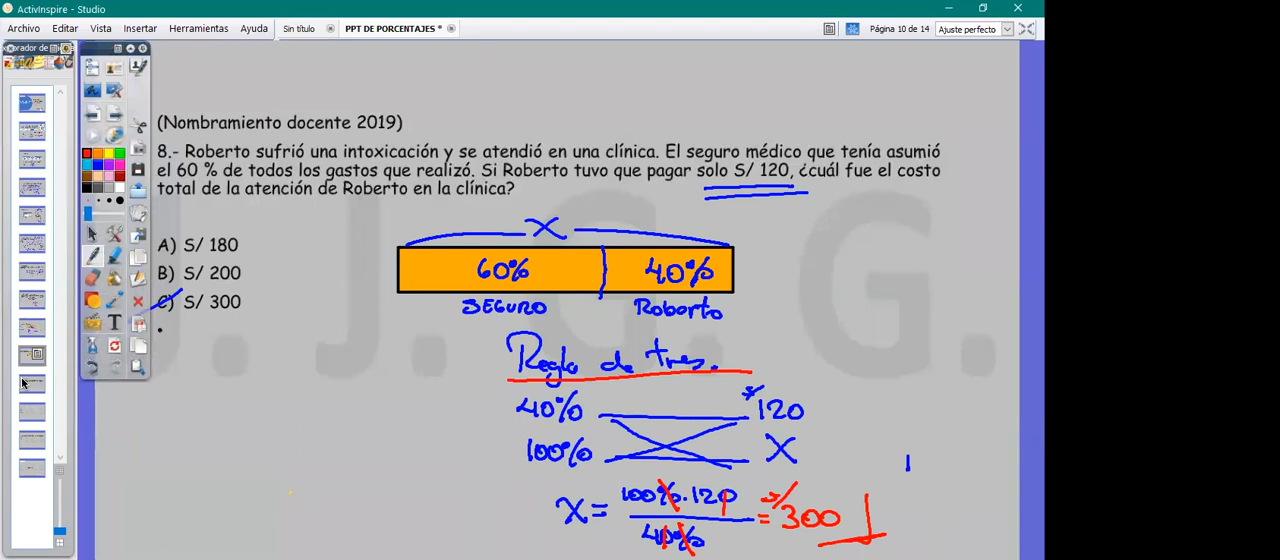 ActivInspire - Studio
Archivo Editar Vista Insertar Herramientas Ayuda Sin título PPT DE PORCENTAJES * Página 10 de 14 Ajuste perfecto
(Nombramiento docente 2019)
8.- Roberto sufrió una intoxicación y se atendió en una clínica. El seguro médico que tenía asumió
el 60 % de todos los gastos que realizó. Si Roberto tuvo que pagar solo S/ 120, ¿cuál fue el costo
total de la atención de Roberto en la clínica?
X
A) S/ 180
60% 40%
B) S/ 200
C) S/ 300
SEGURO Roberto
J. J. G. G.
Regla de tres.
40% S/120
100% X
X = 100%.120 = S/300
40%